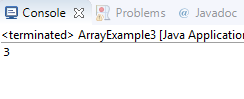 Console Problems @ Javadoc
<terminated> ArrayExample3 [Java Application
3